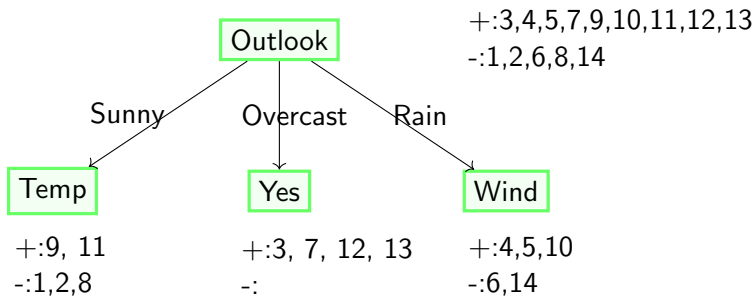 +:3,4,5,7,9,10,11,12,13
Outlook
-:1,2,6,8,14
Sunny Overcast Rain
Temp Yes Wind
+:9, 11 +:3, 7, 12, 13 +:4,5,10
-:1,2,8 -: -:6,14